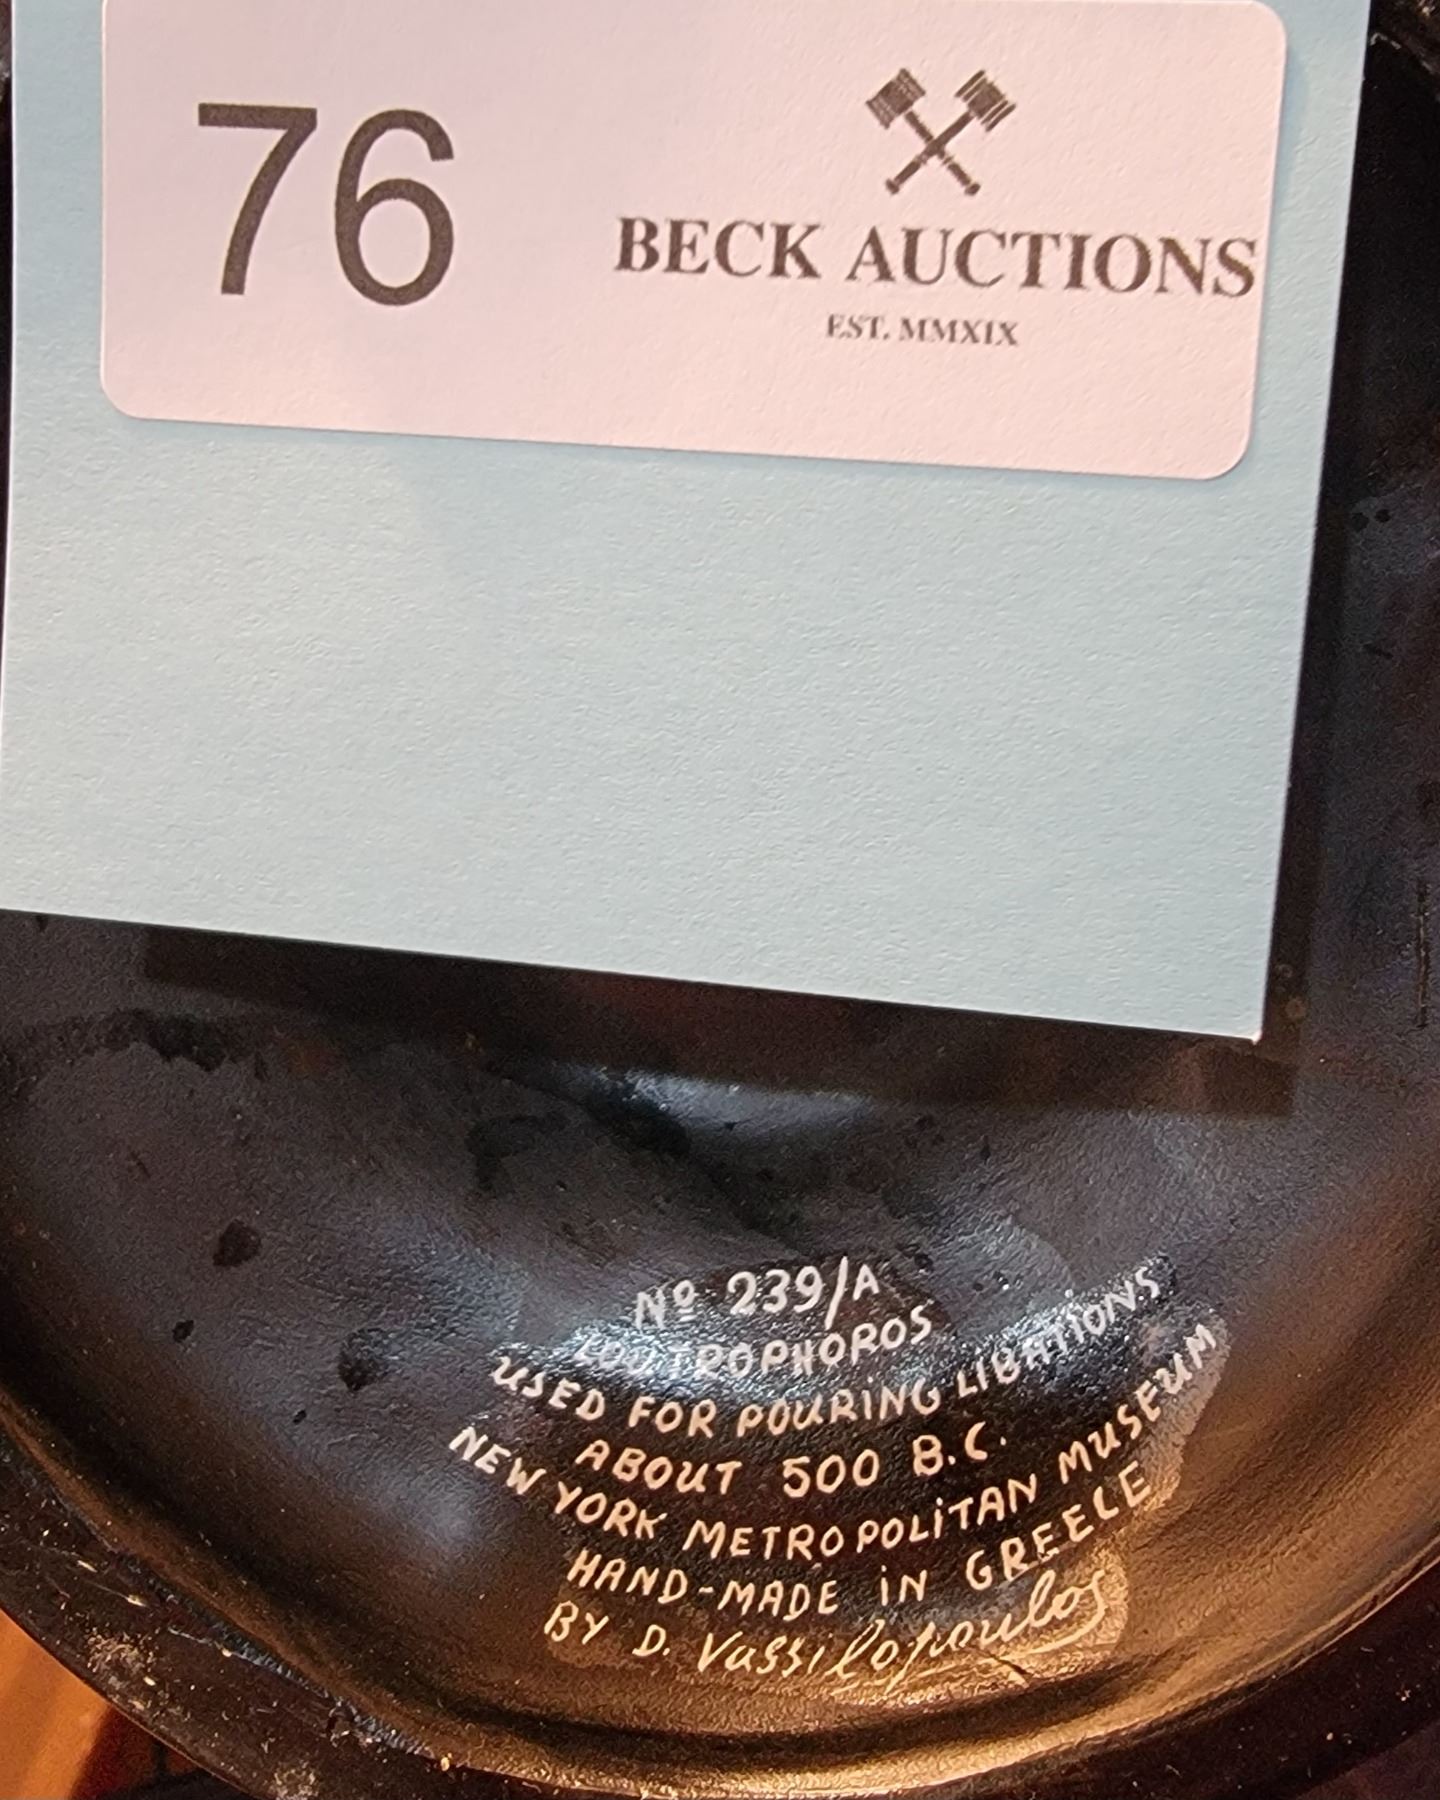 76
BECK AUCTIONS
EST. MMXIX
Nº 239/A
LOUTROPHOROS
USED FOR POURING LIBATIONS
ABOUT 500 B.C.
NEW YORK METROPOLITAN MUSEUM
HAND-MADE IN GREELE
BY D. Vassilopoulos